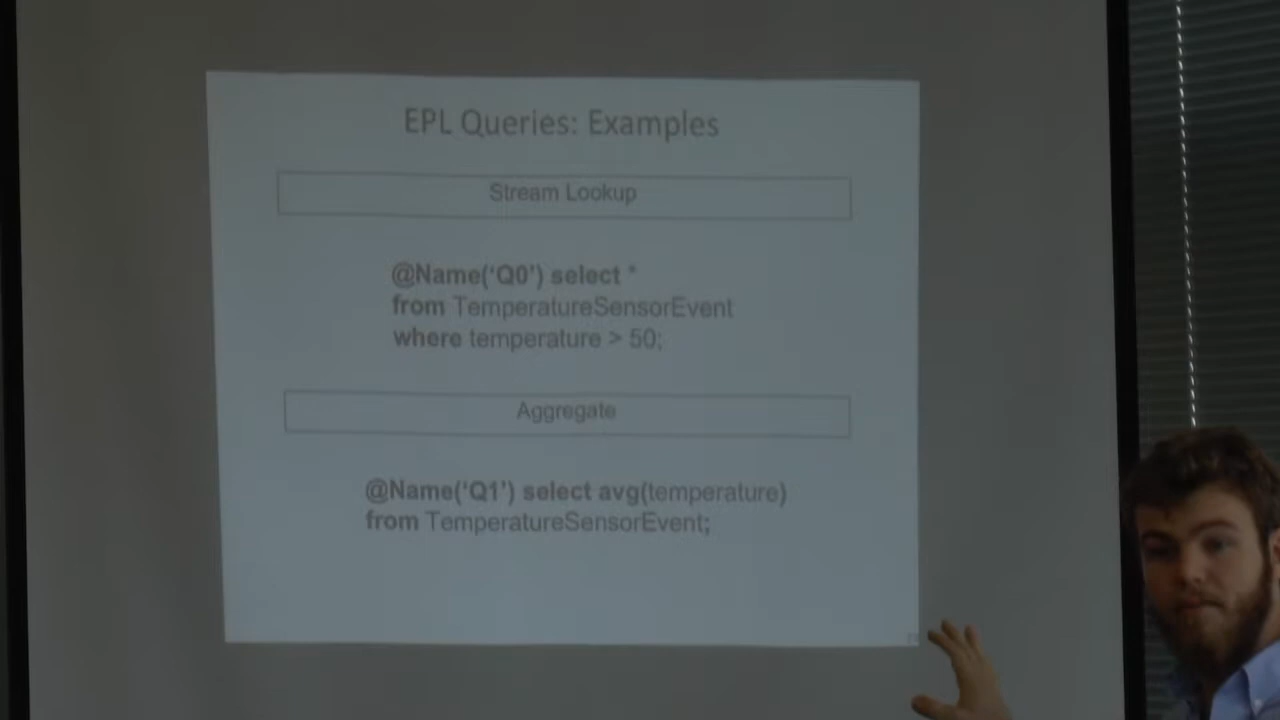 EPL Queries: Examples
Stream Lookup
@Name(‘Q0’) select *
from TemperatureSensorEvent
where temperature > 50;
Aggregate
@Name(‘Q1’) select avg(temperature)
from TemperatureSensorEvent;